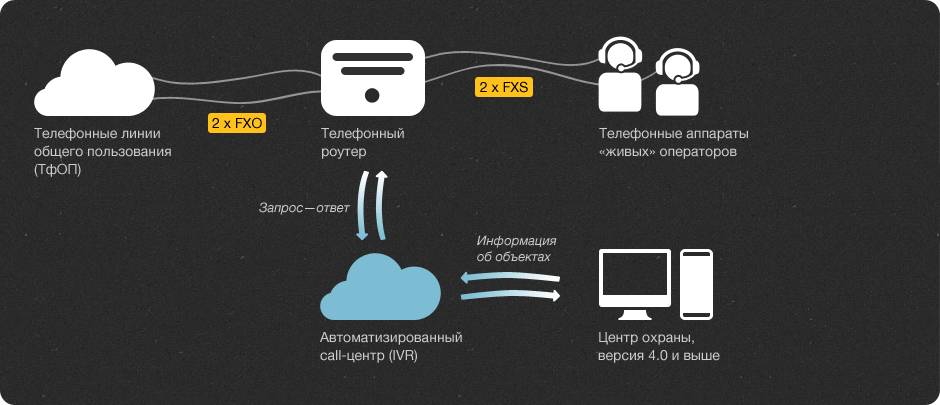 2 x FXO
2 x FXS
Телефонные линии
общего пользования
(ТфОП)
Телефонный
роутер
Телефонные аппараты
«живых» операторов
Запрос—ответ
Информация
об объектах
Автоматизированный
call-центр (IVR)
Центр охраны,
версия 4.0 и выше